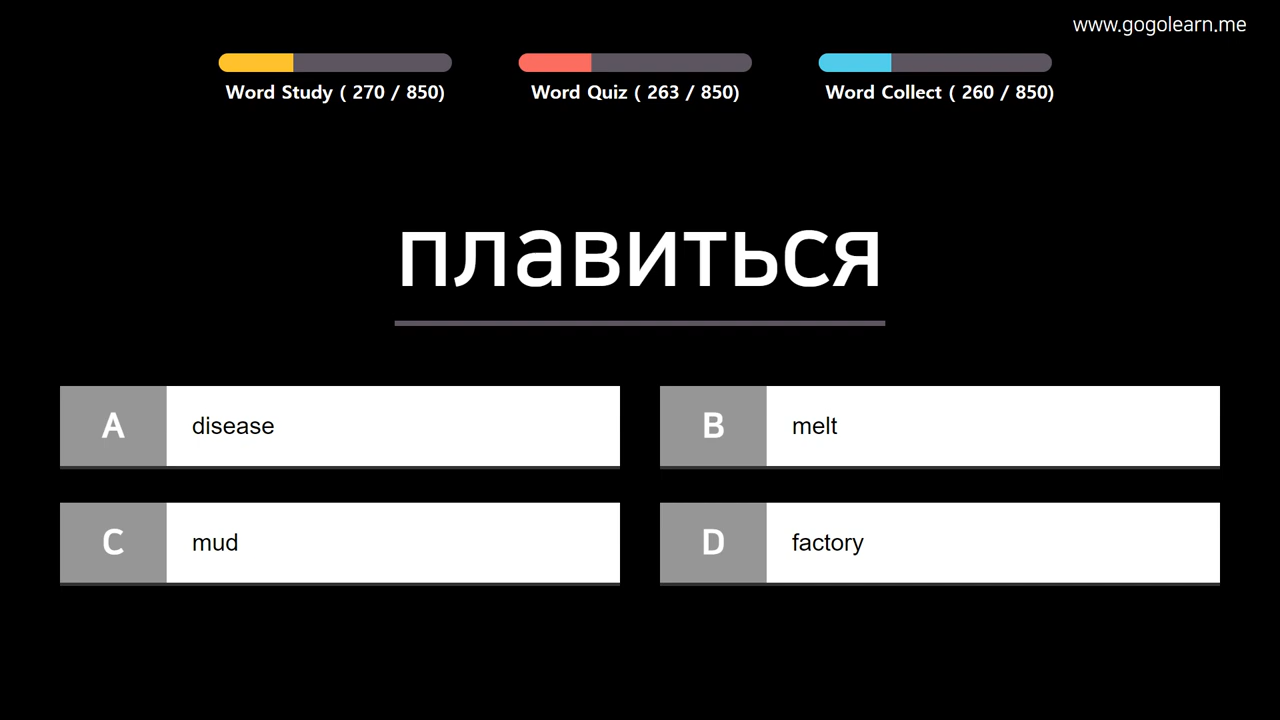 www.gogolearn.me
Word Study ( 270 / 850)
Word Quiz ( 263 / 850)
Word Collect ( 260 / 850)
плавиться
A disease
B melt
C mud
D factory